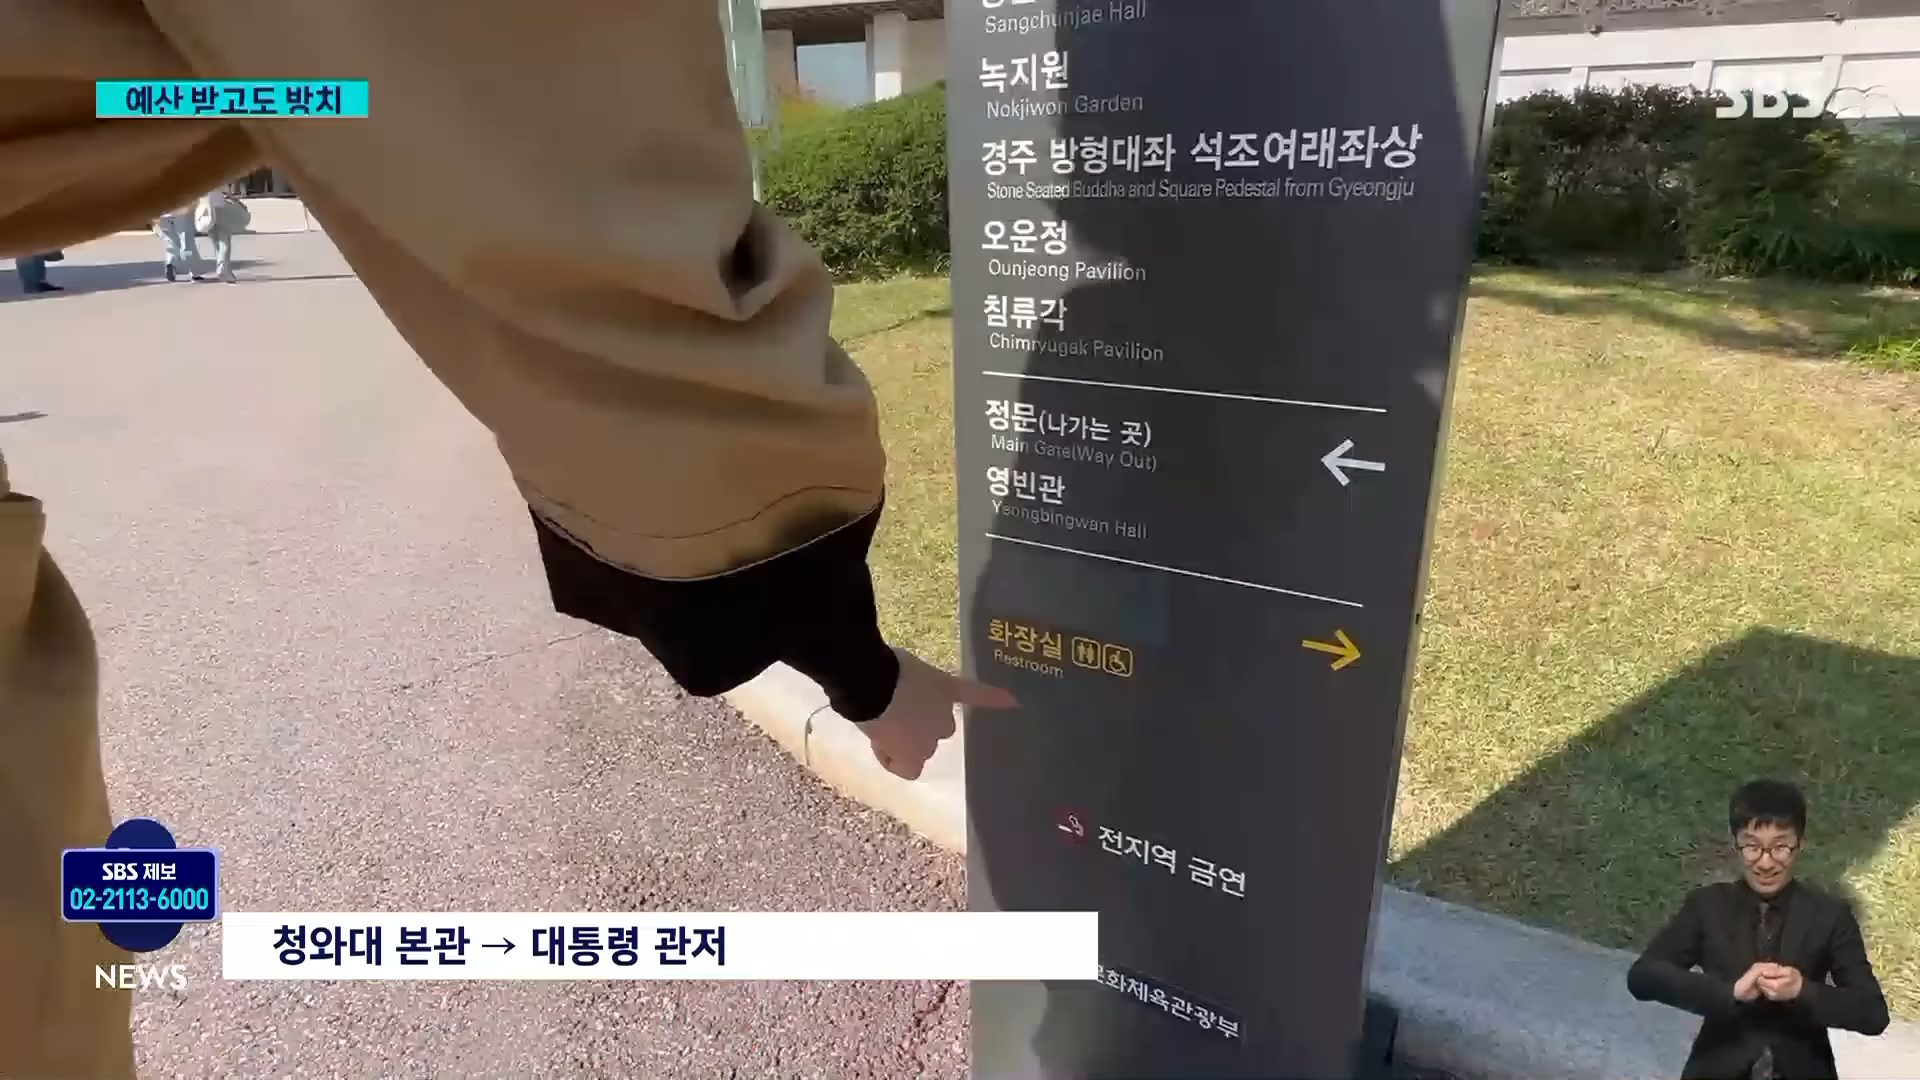 Sangchunjae Hall
녹지원
Nokjiwon Garden
경주 방형대좌 석조여래좌상
Stone Seated Buddha and Square Pedestal from Gyeongju
오운정
Ounjeong Pavilion
침류각
Chimryugak Pavilion
정문(나가는 곳)
Main Gate(Way Out)
←
영빈관
Yeongbingwan Hall
화장실
→
Restroom
전지역 금연
문화체육관광부
예산 받고도 방치
SBS
SBS 제보
02-2113-6000
NEWS
청와대 본관 → 대통령 관저